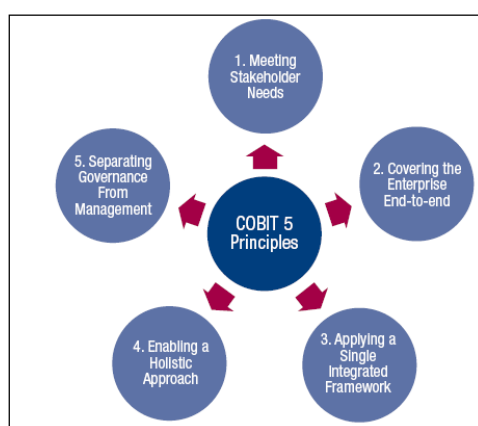 1. Meeting
Stakeholder
Needs
5. Separating
Governance
From
Management
2. Covering the
Enterprise
End-to-end
COBIT 5
Principles
4. Enabling a
Holistic
Approach
3. Applying a
Single
Integrated
Framework